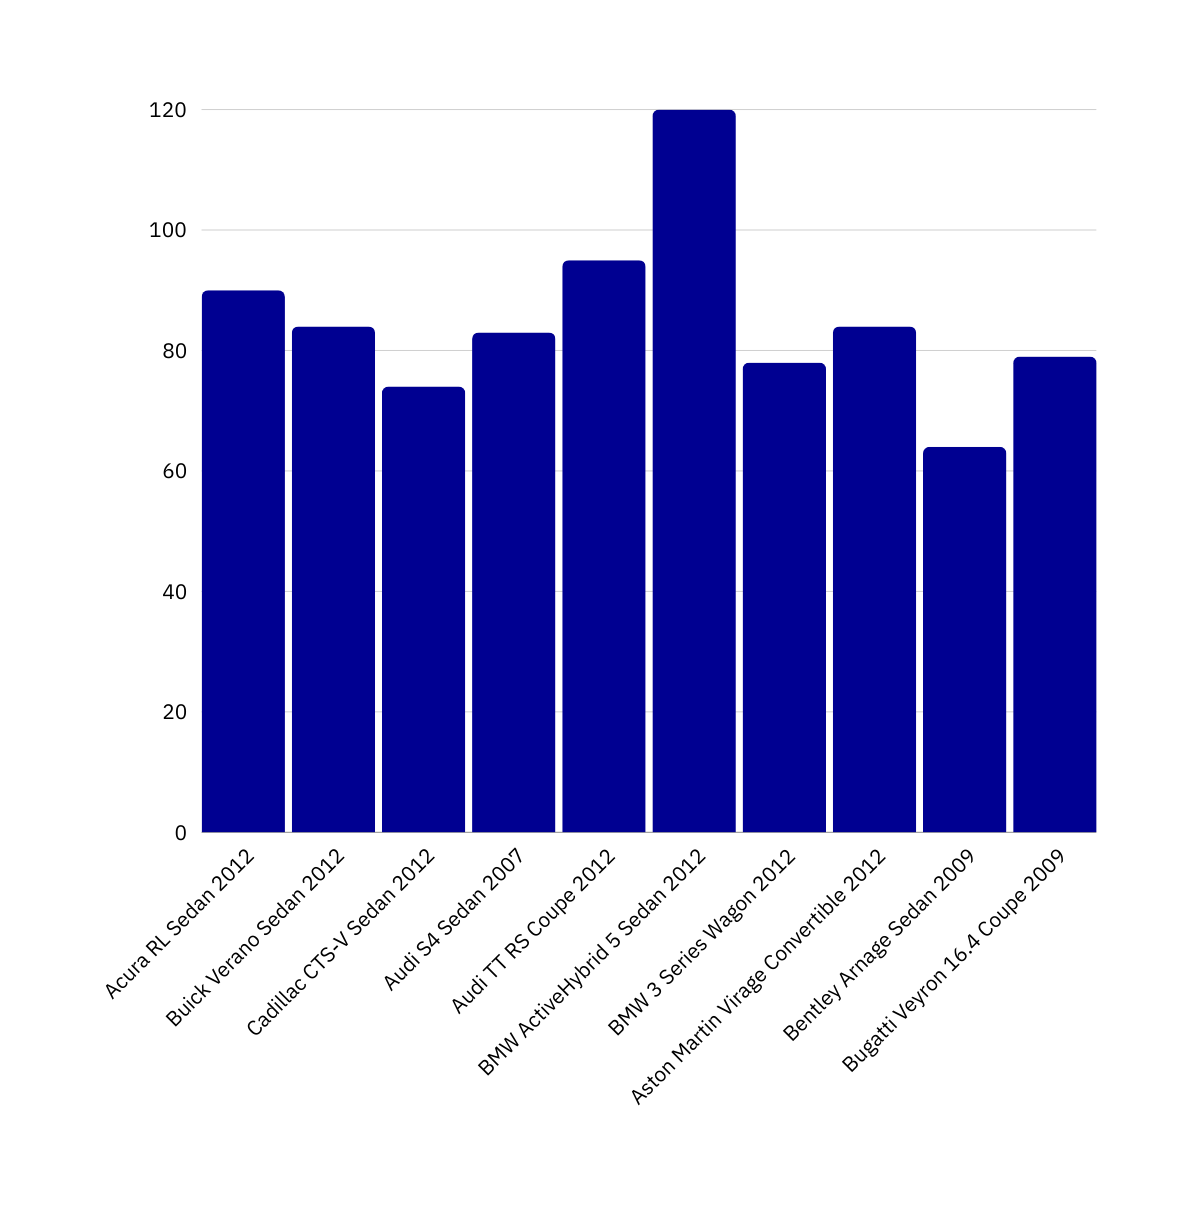 120
100
80
60
40
20
0
Acura RL Sedan 2012
Buick Verano Sedan 2012
Cadillac CTS-V Sedan 2012
Audi S4 Sedan 2007
Audi TT RS Coupe 2012
BMW ActiveHybrid 5 Sedan 2012
BMW 3 Series Wagon 2012
Aston Martin Virage Convertible 2012
Bentley Arnage Sedan 2009
Bugatti Veyron 16.4 Coupe 2009